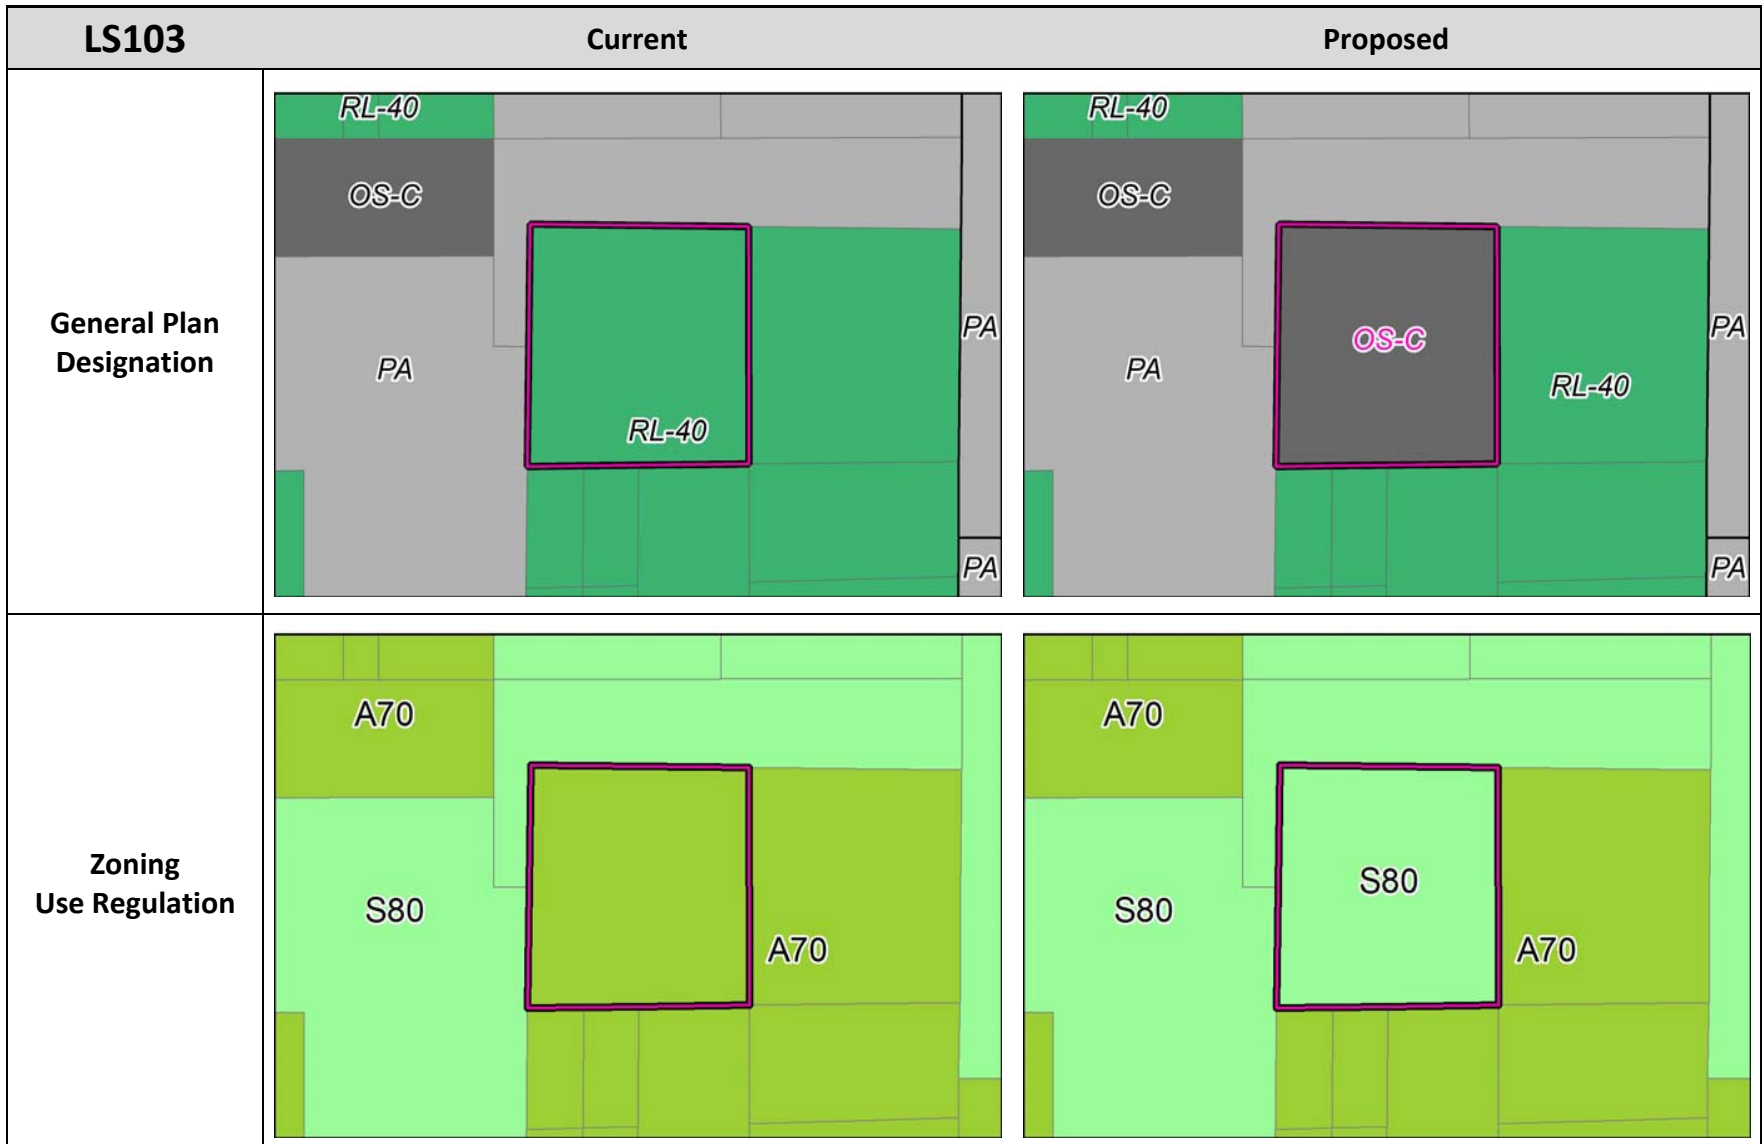 LS103 Current Proposed
General Plan
Designation
RL-40
OS-C
PA
RL-40
PA
PA
RL-40
OS-C
OS-C
PA
RL-40
PA
PA
Zoning
Use Regulation
A70
S80
A70
A70
S80
S80
A70